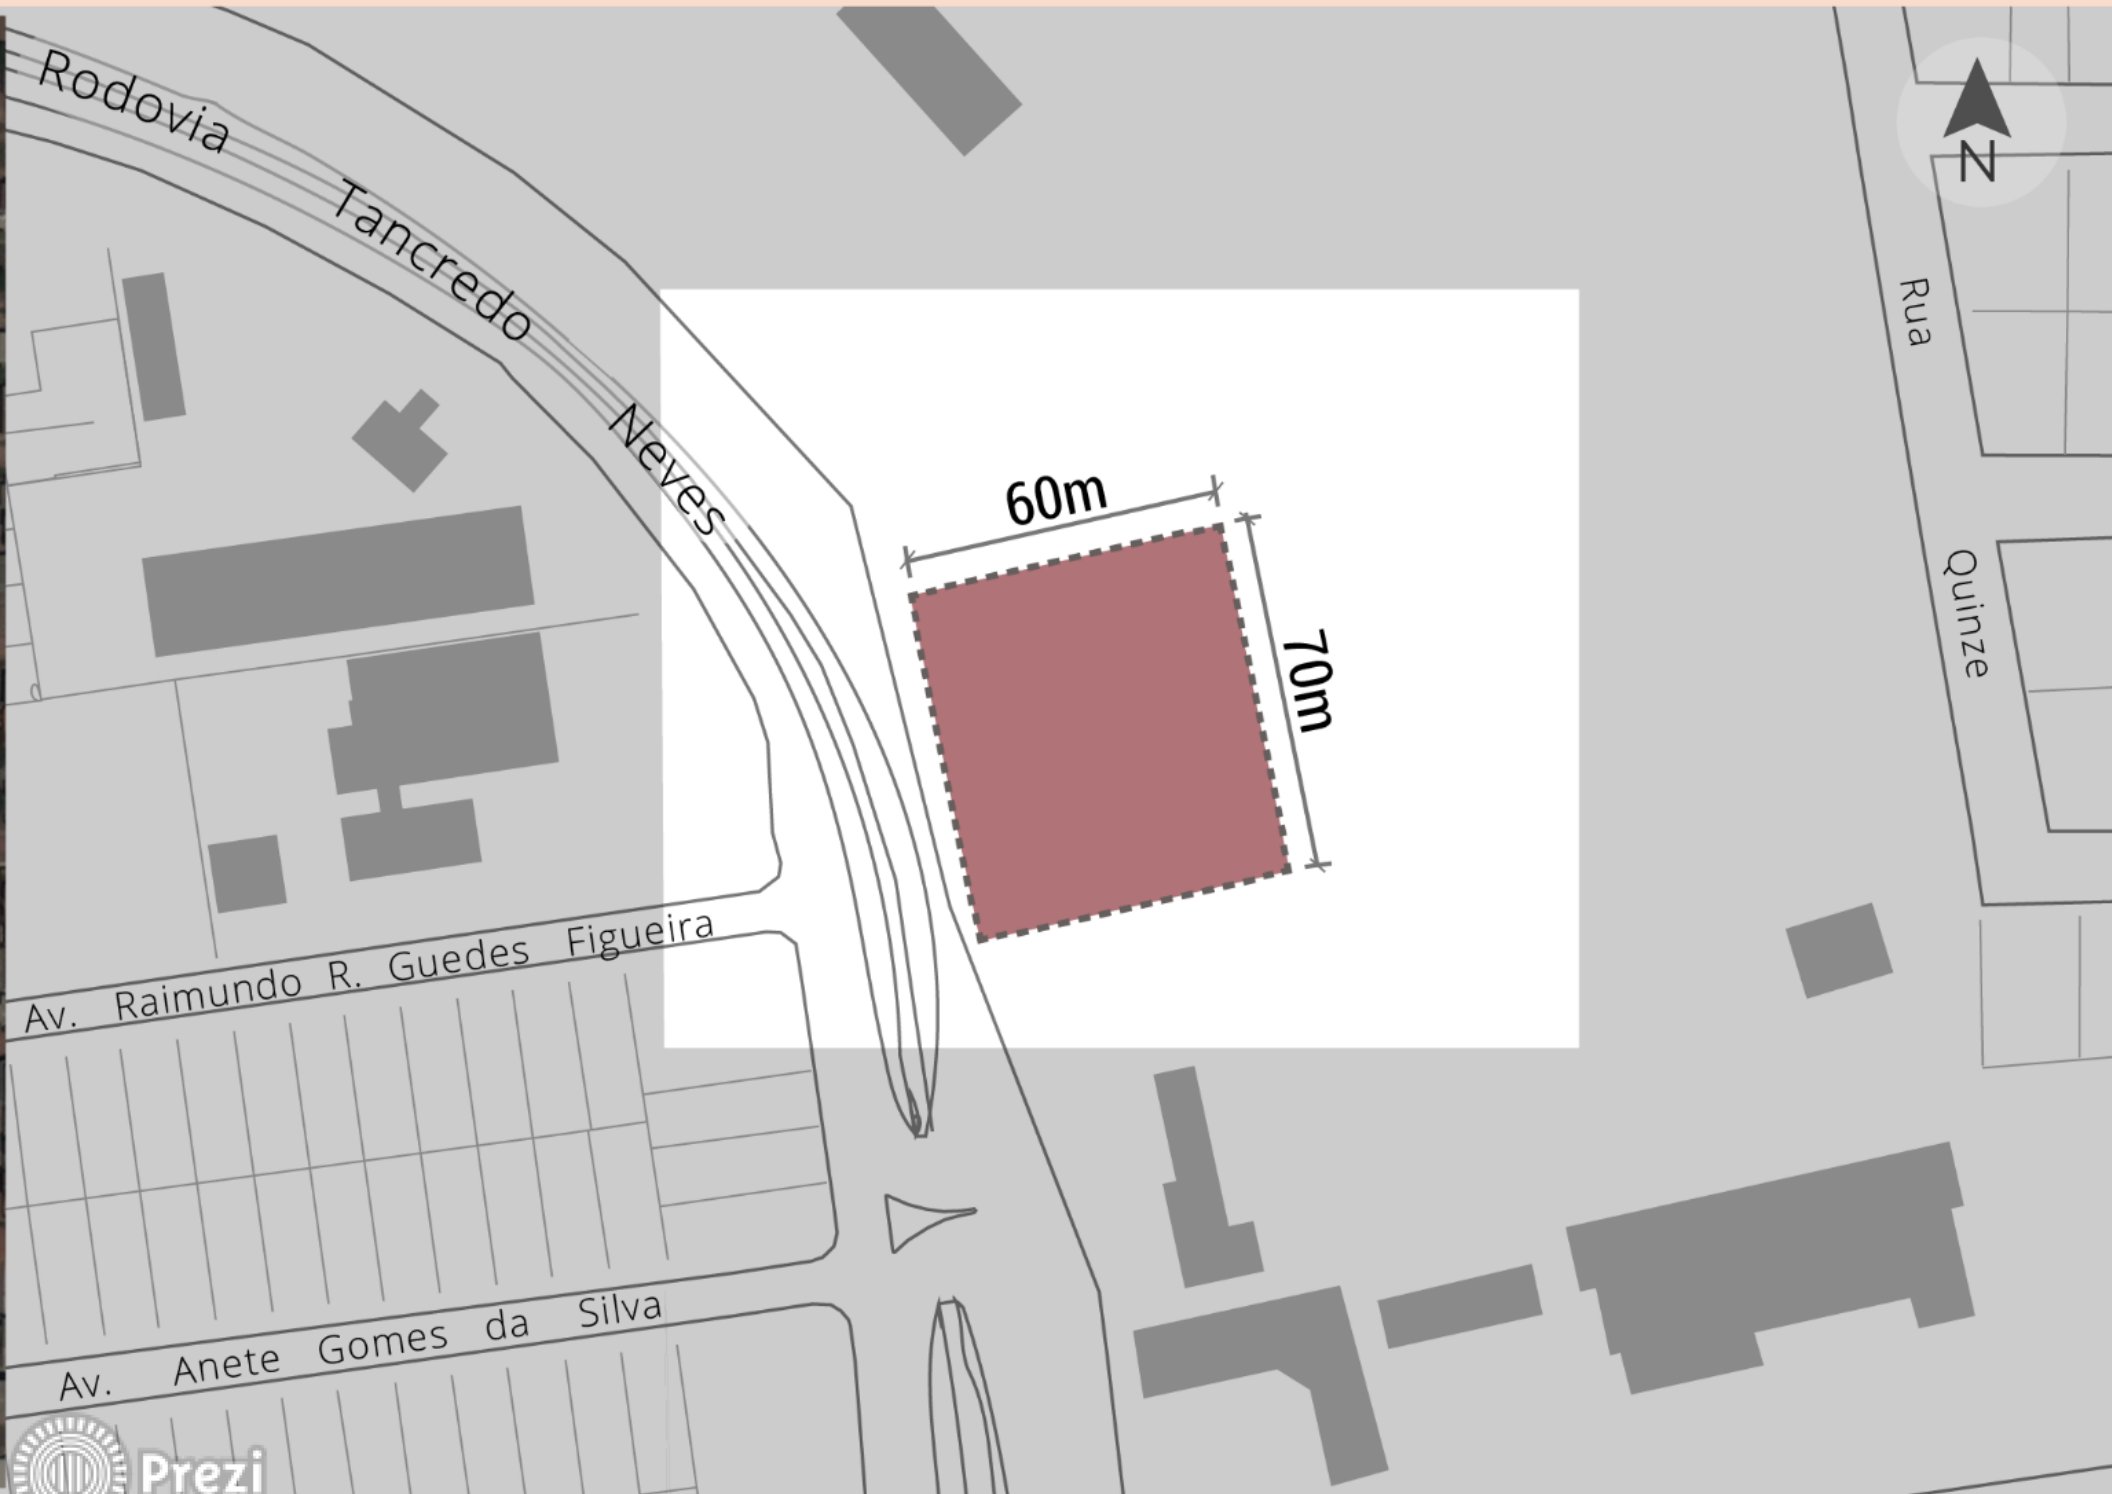 Rodovia Tancredo Neves
N
Rua Quinze
60m
70m
Av. Raimundo R. Guedes Figueira
Av. Anete Gomes da Silva
Prezi